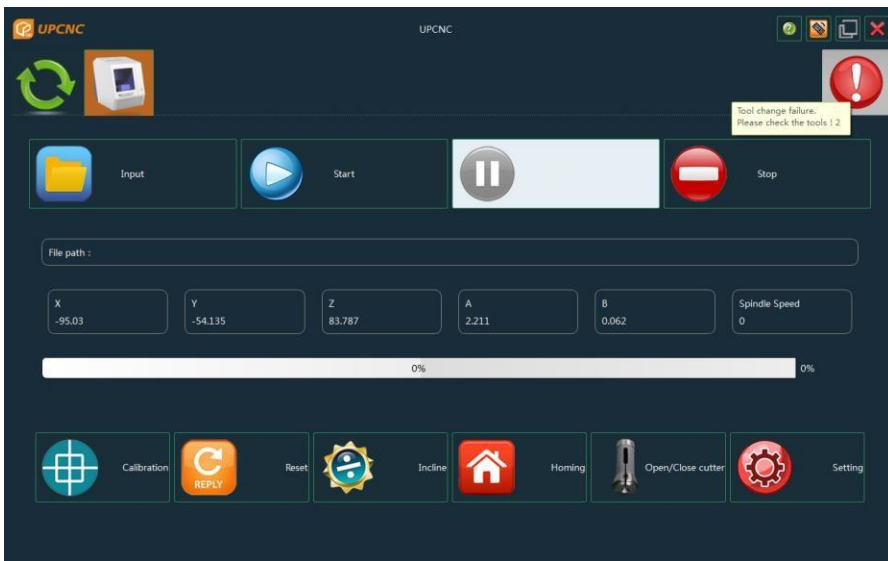 UPCNC
UPCNC
Tool change failure.
Please check the tools ! 2
Input
Start
Stop
File path :
X
-95.03
Y
-54.135
Z
83.787
A
2.211
B
0.062
Spindle Speed
0
0%
0%
Calibration
REPLY
Reset
Incline
Homing
Open/Close cutter
Setting